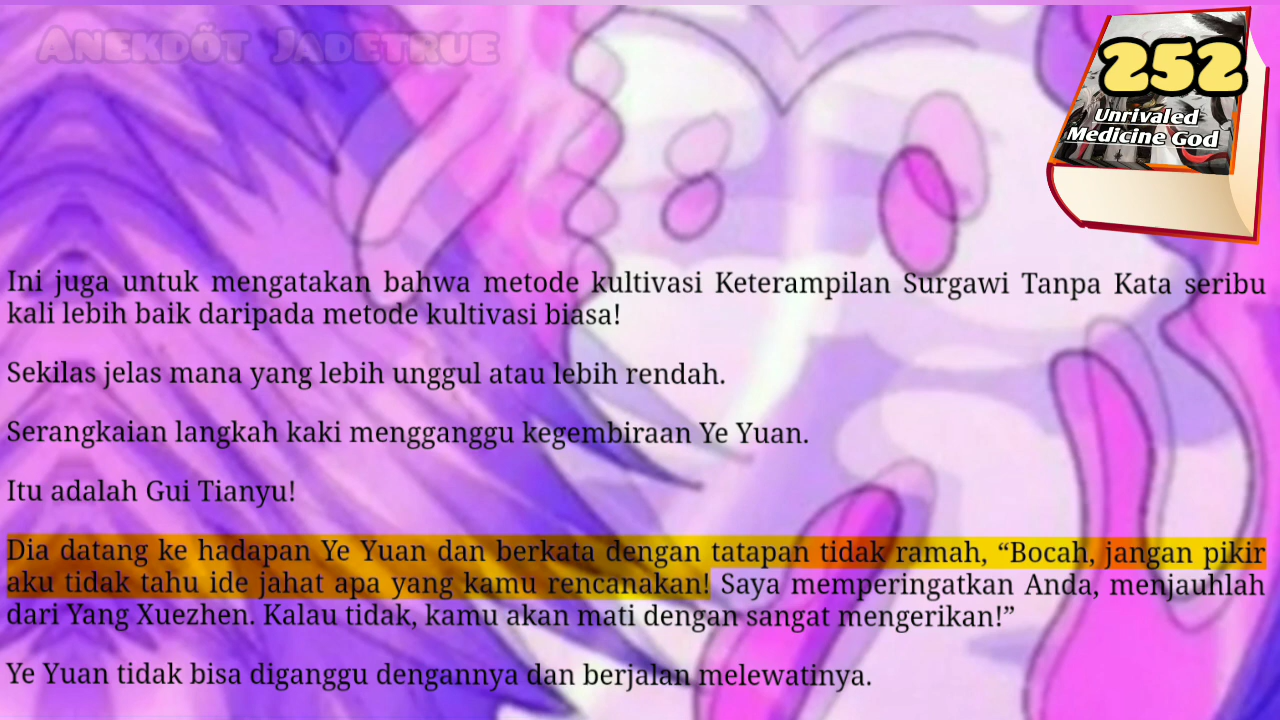 Anekdõt Jadetrue
252
Unrivaled
Medicine God
Ini juga untuk mengatakan bahwa metode kultivasi Keterampilan Surgawi Tanpa Kata seribu
kali lebih baik daripada metode kultivasi biasa!
Sekilas jelas mana yang lebih unggul atau lebih rendah.
Serangkaian langkah kaki mengganggu kegembiraan Ye Yuan.
Itu adalah Gui Tianyu!
Dia datang ke hadapan Ye Yuan dan berkata dengan tatapan tidak ramah, “Bocah, jangan pikir
aku tidak tahu ide jahat apa yang kamu rencanakan! Saya memperingatkan Anda, menjauhlah
dari Yang Xuezhen. Kalau tidak, kamu akan mati dengan sangat mengerikan!”
Ye Yuan tidak bisa diganggu dengannya dan berjalan melewatinya.